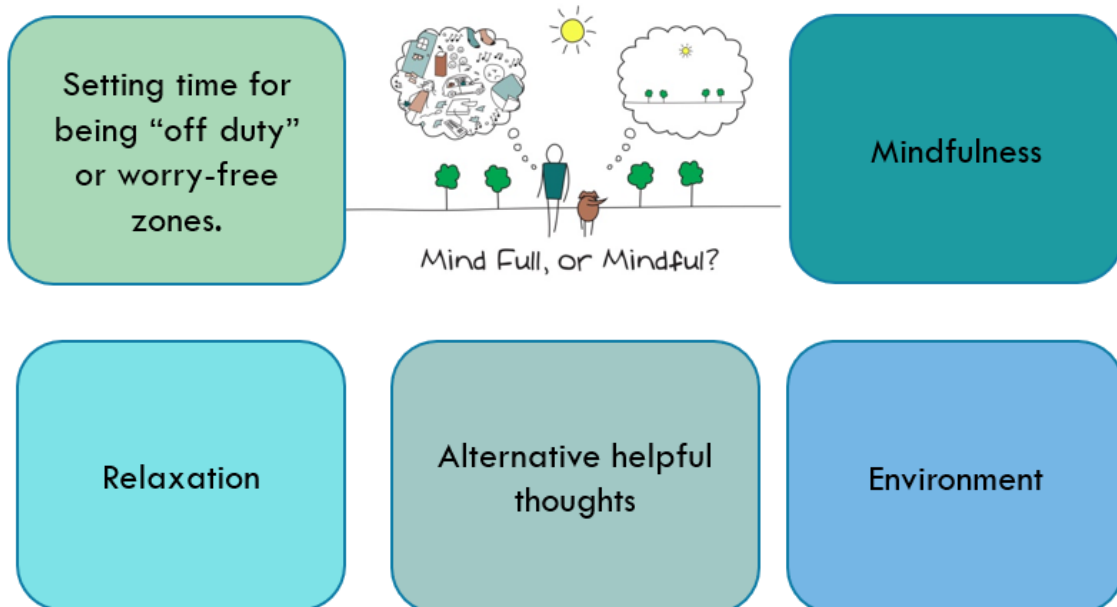 Setting time for
being “off duty”
or worry-free
zones.
Mind Full, or Mindful?
Mindfulness
Relaxation
Alternative helpful
thoughts
Environment